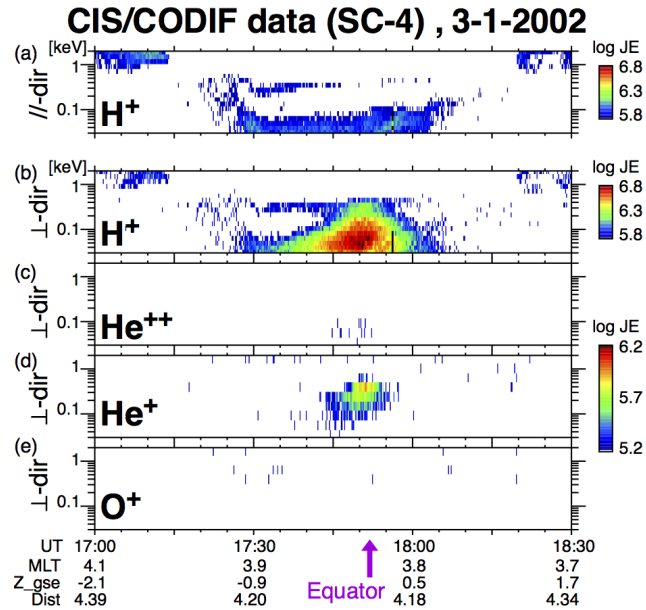 CIS/CODIF data (SC-4) , 3-1-2002
(a) [keV] log JE
1 6.8
//-dir 0.1 H+ 6.3
5.8
(b) [keV] log JE
1 6.8
⊥-dir 0.1 H+ 6.3
5.8
(c)
1
⊥-dir 0.1 He++ log JE
(d) 6.2
1
⊥-dir 0.1 He+ 5.7
(e) 5.2
1
⊥-dir 0.1 O+
UT 17:00 17:30 18:00 18:30
MLT 4.1 3.9 3.8 3.7
Z_gse -2.1 -0.9 0.5 1.7
Equator
Dist 4.39 4.20 4.18 4.34